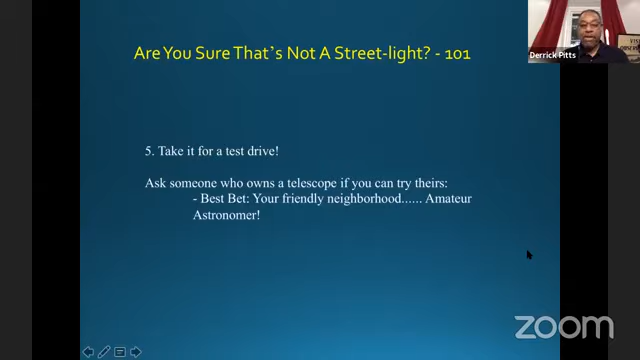 Are You Sure That's Not A Street-light? - 101
Derrick Pitts
5. Take it for a test drive!
Ask someone who owns a telescope if you can try theirs:
- Best Bet: Your friendly neighborhood...... Amateur
Astronomer!
zoom